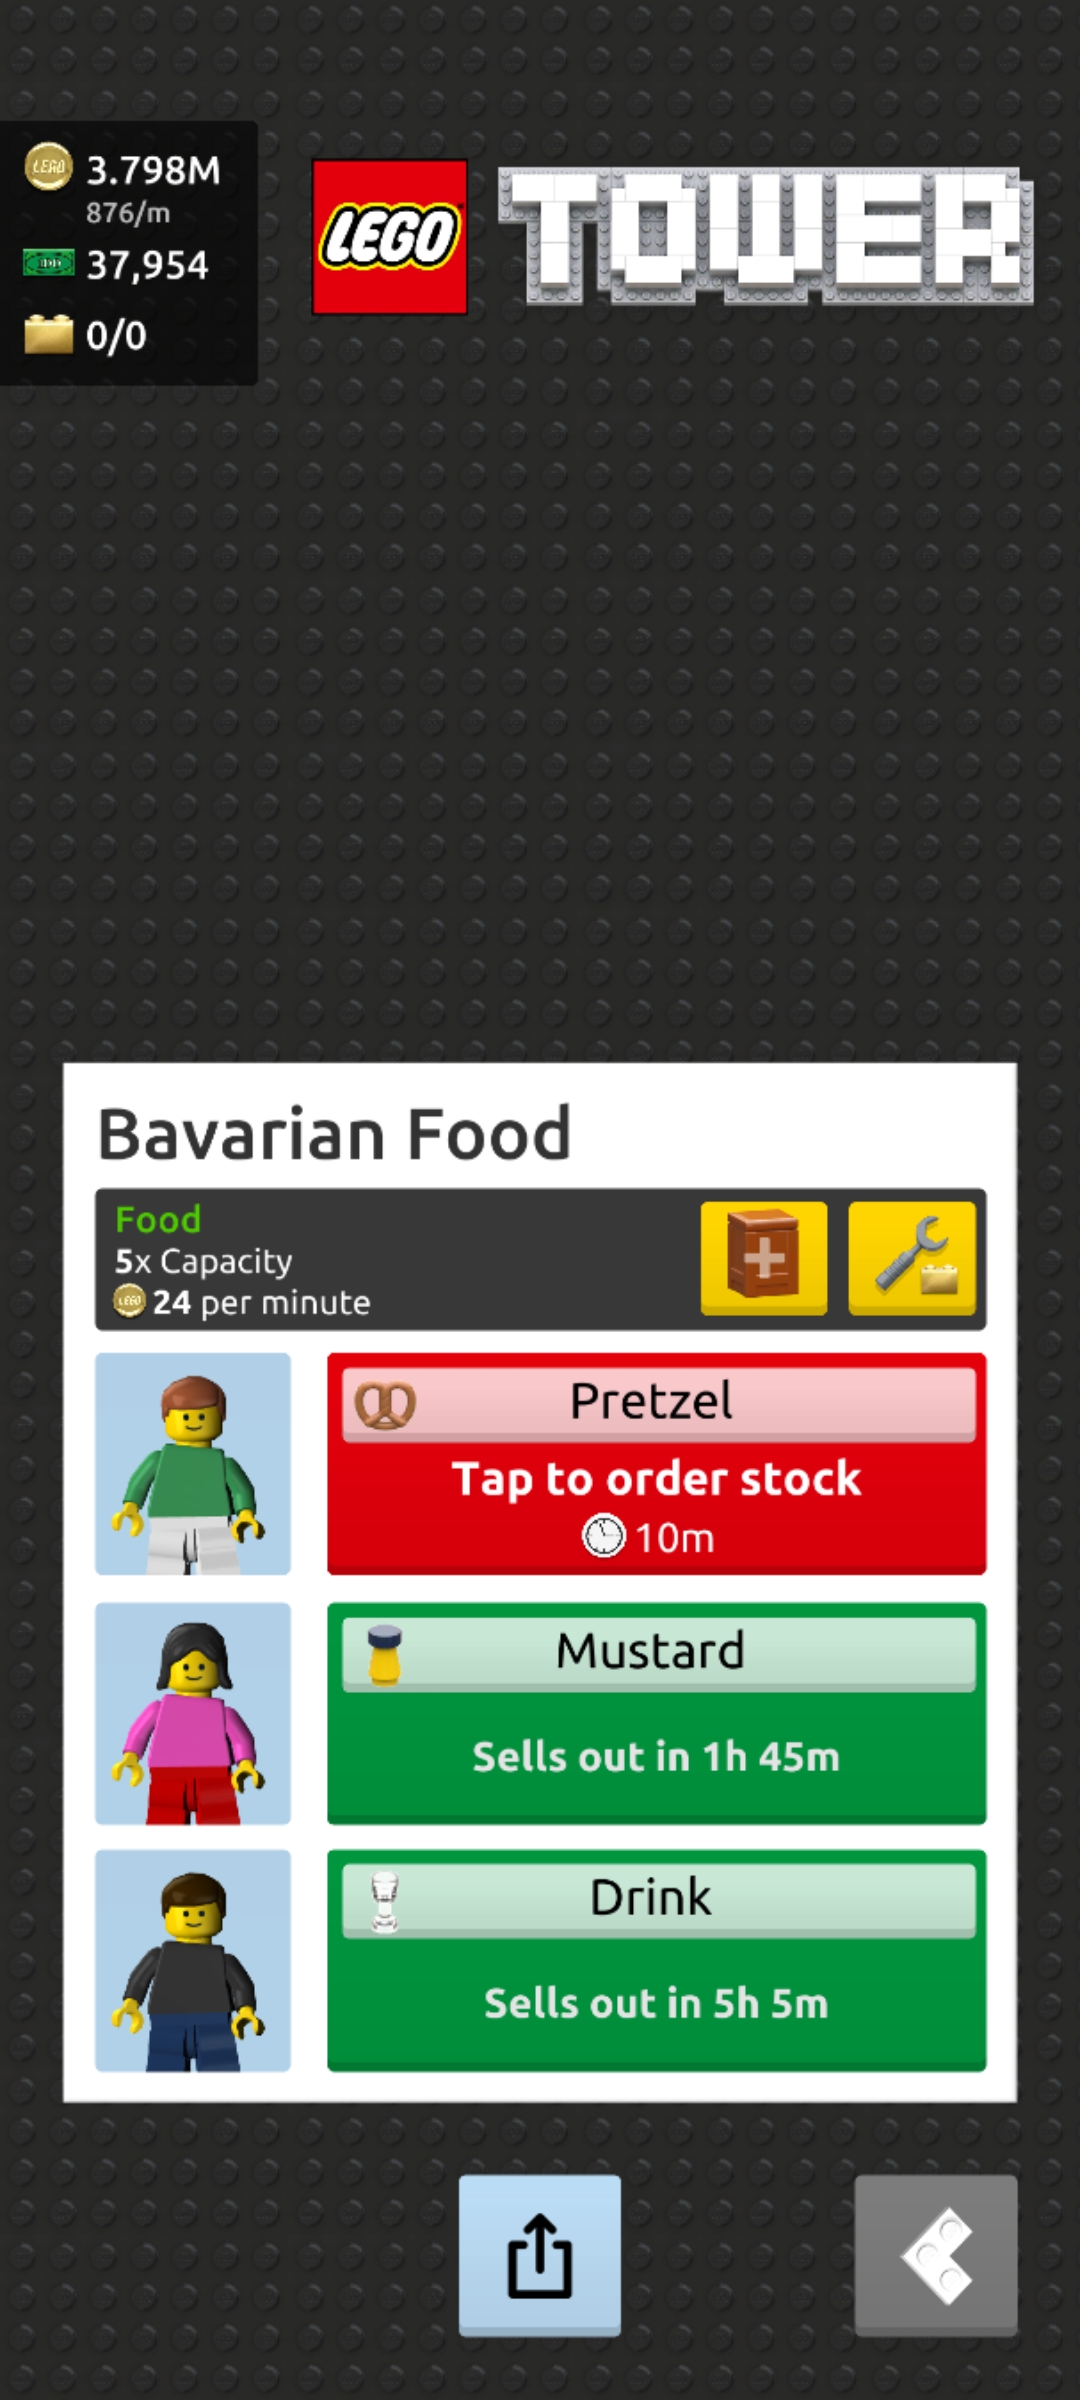 3.798M
876/m
37,954
0/0
LEGO
TOWER
Bavarian Food
Food
5x Capacity
24 per minute
Pretzel
Tap to order stock
10m
Mustard
Sells out in 1h 45m
Drink
Sells out in 5h 5m